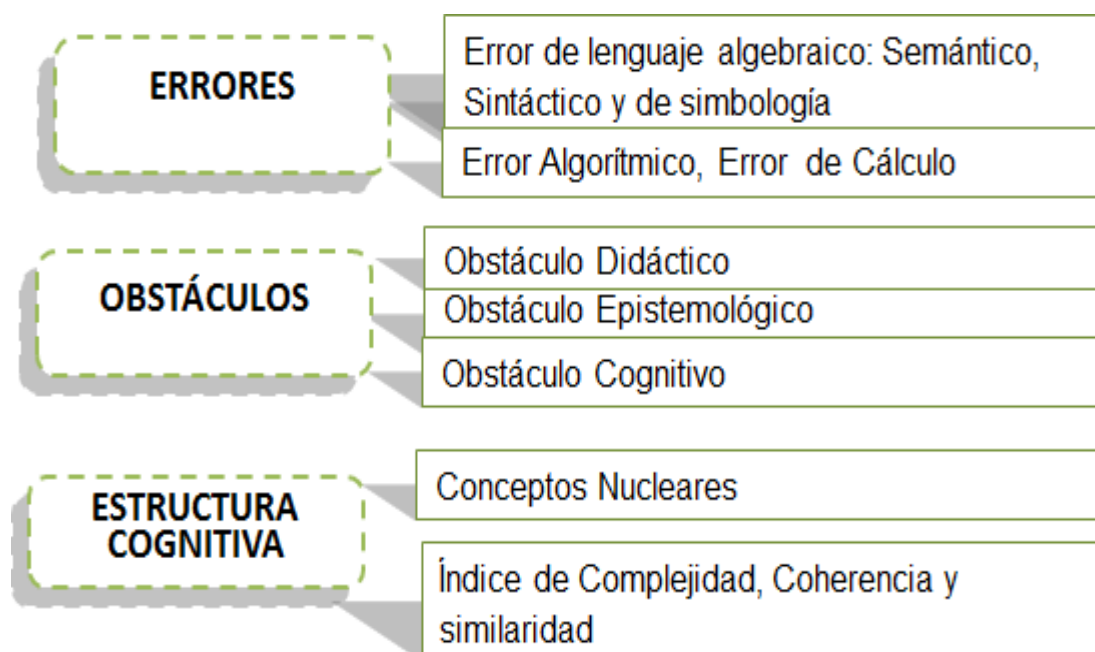 ERRORES
Error de lenguaje algebraico: Semántico,
Sintáctico y de simbología
Error Algorítmico, Error de Cálculo
OBSTÁCULOS
Obstáculo Didáctico
Obstáculo Epistemológico
Obstáculo Cognitivo
ESTRUCTURA
COGNITIVA
Conceptos Nucleares
Índice de Complejidad, Coherencia y
similaridad